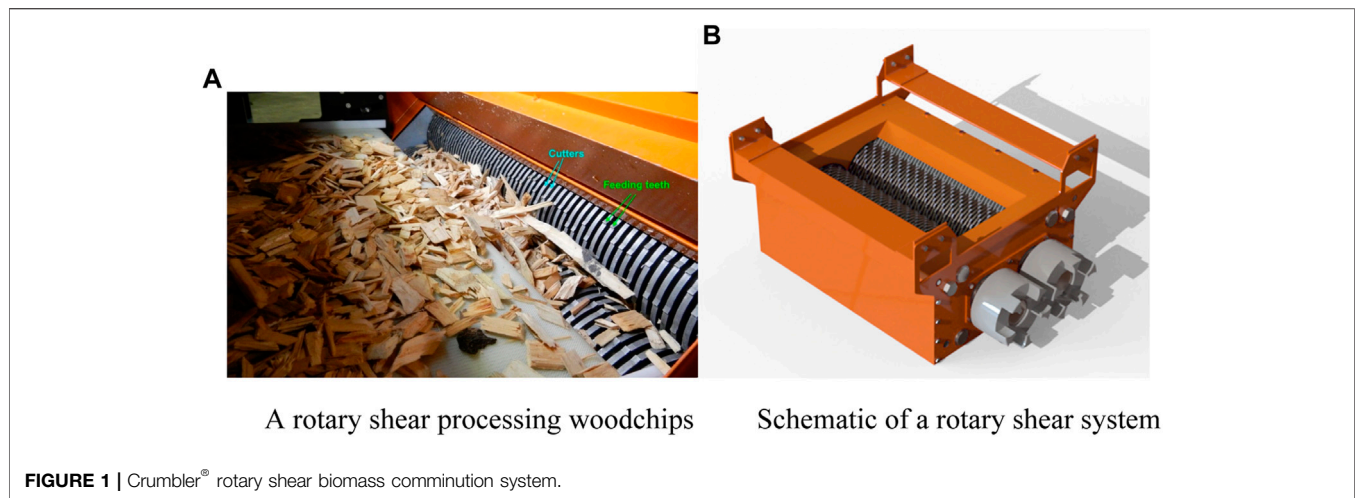 A
B
Cutters
Feeding teeth
A rotary shear processing woodchips
Schematic of a rotary shear system
FIGURE 1 | Crumbler® rotary shear biomass comminution system.